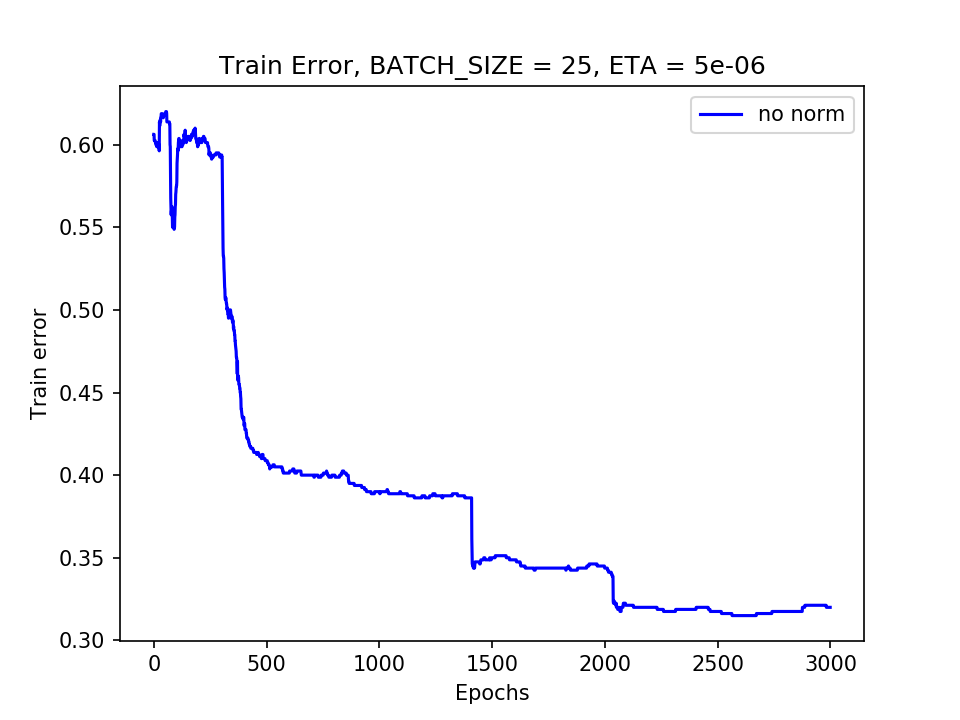 Train Error, BATCH_SIZE = 25, ETA = 5e-06
no norm
Train error
0.60
0.55
0.50
0.45
0.40
0.35
0.30
0 500 1000 1500 2000 2500 3000
Epochs